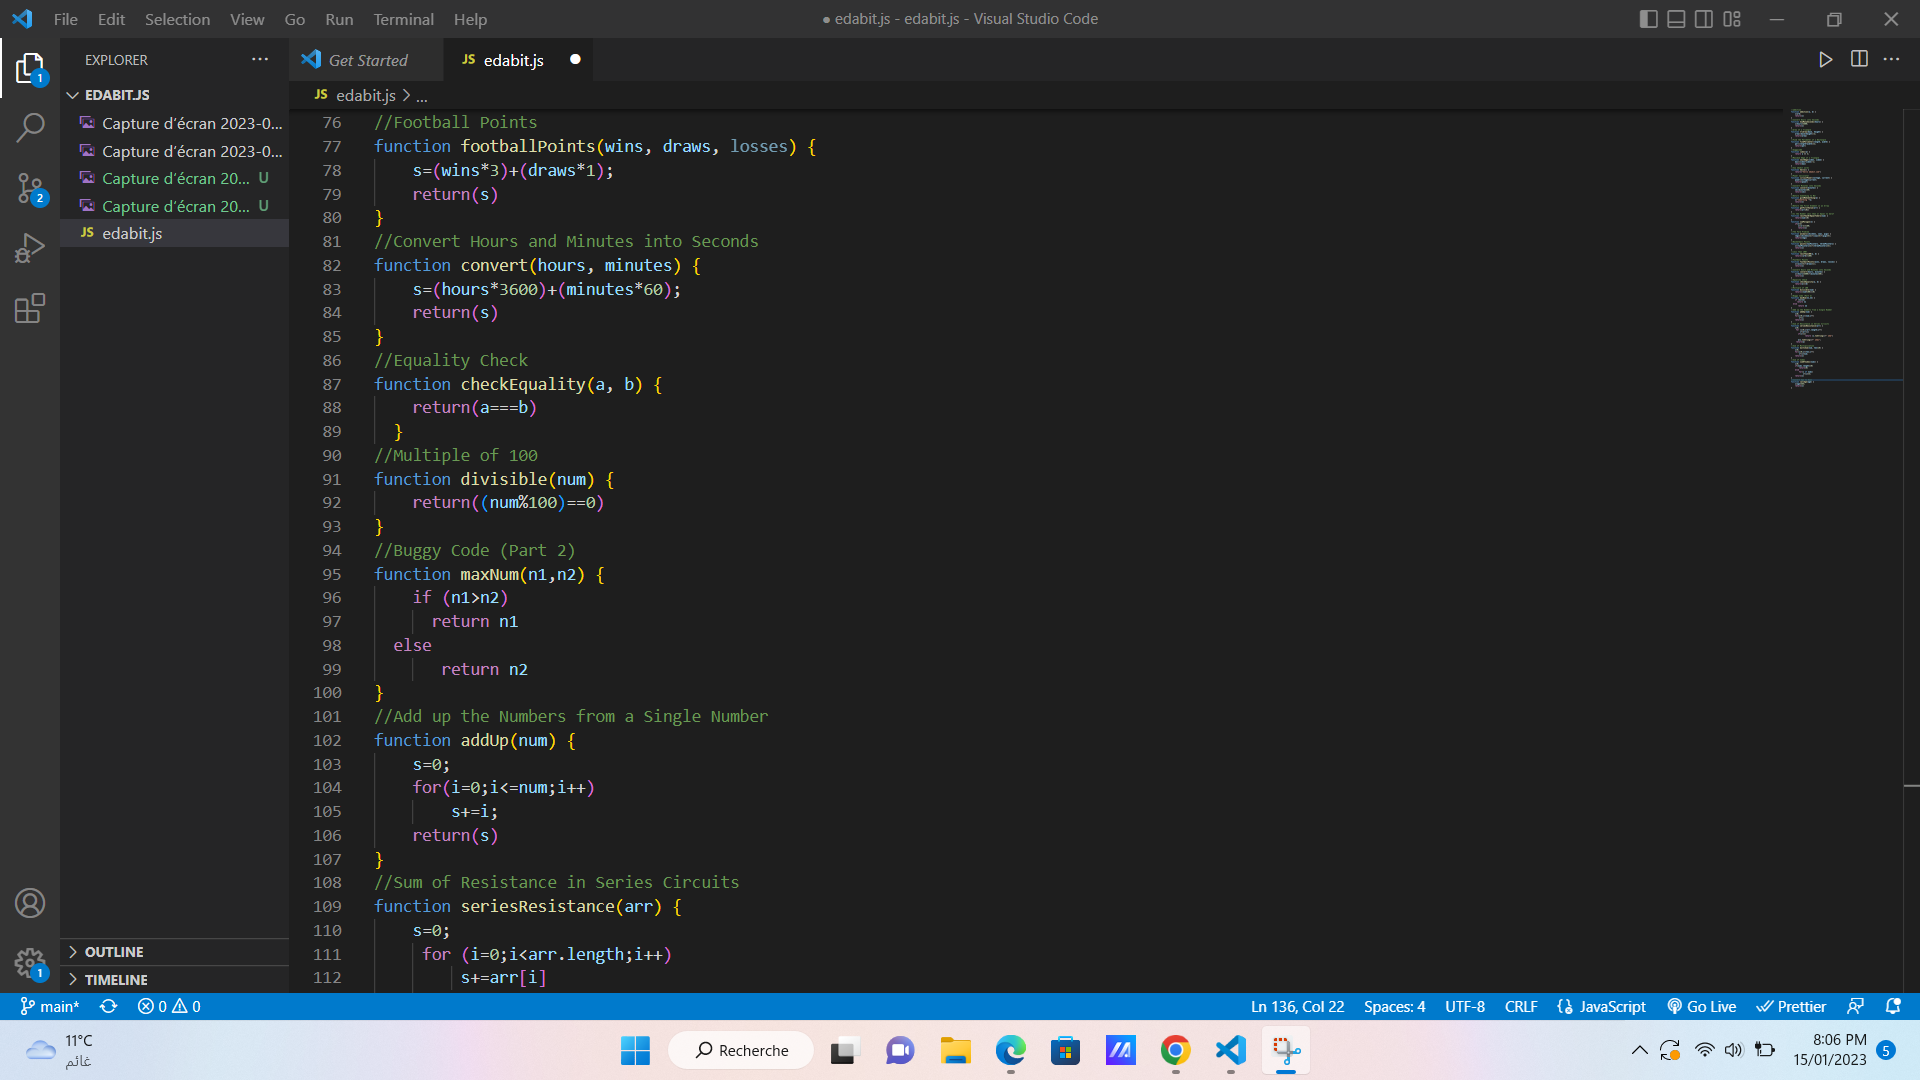 File Edit Selection View Go Run Terminal Help
● edabit.js - edabit.js - Visual Studio Code
EXPLORER ...
Get Started
JS edabit.js
EDABIT.JS
JS edabit.js > ...
Capture d'écran 2023-0...
Capture d'écran 2023-0...
Capture d'écran 20... U
Capture d'écran 20... U
JS edabit.js
1
2
76 //Football Points
77 function footballPoints(wins, draws, losses) {
78     s=(wins*3)+(draws*1);
79     return(s)
80 }
81 //Convert Hours and Minutes into Seconds
82 function convert(hours, minutes) {
83     s=(hours*3600)+(minutes*60);
84     return(s)
85 }
86 //Equality Check
87 function checkEquality(a, b) {
88     return(a===b)
89   }
90 //Multiple of 100
91 function divisible(num) {
92     return((num%100)==0)
93 }
94 //Buggy Code (Part 2)
95 function maxNum(n1,n2) {
96     if (n1>n2)
97       return n1
98   else
99        return n2
100 }
101 //Add up the Numbers from a Single Number
102 function addUp(num) {
103     s=0;
104     for(i=0;i<=num;i++)
105         s+=i;
106     return(s)
107 }
108 //Sum of Resistance in Series Circuits
109 function seriesResistance(arr) {
110     s=0;
111      for (i=0;i<arr.length;i++)
112          s+=arr[i]
OUTLINE
TIMELINE
1
main* 0 0
Ln 136, Col 22 Spaces: 4 UTF-8 CRLF {} JavaScript Go Live Prettier
11°C
غائم
Recherche
8:06 PM
15/01/2023
5